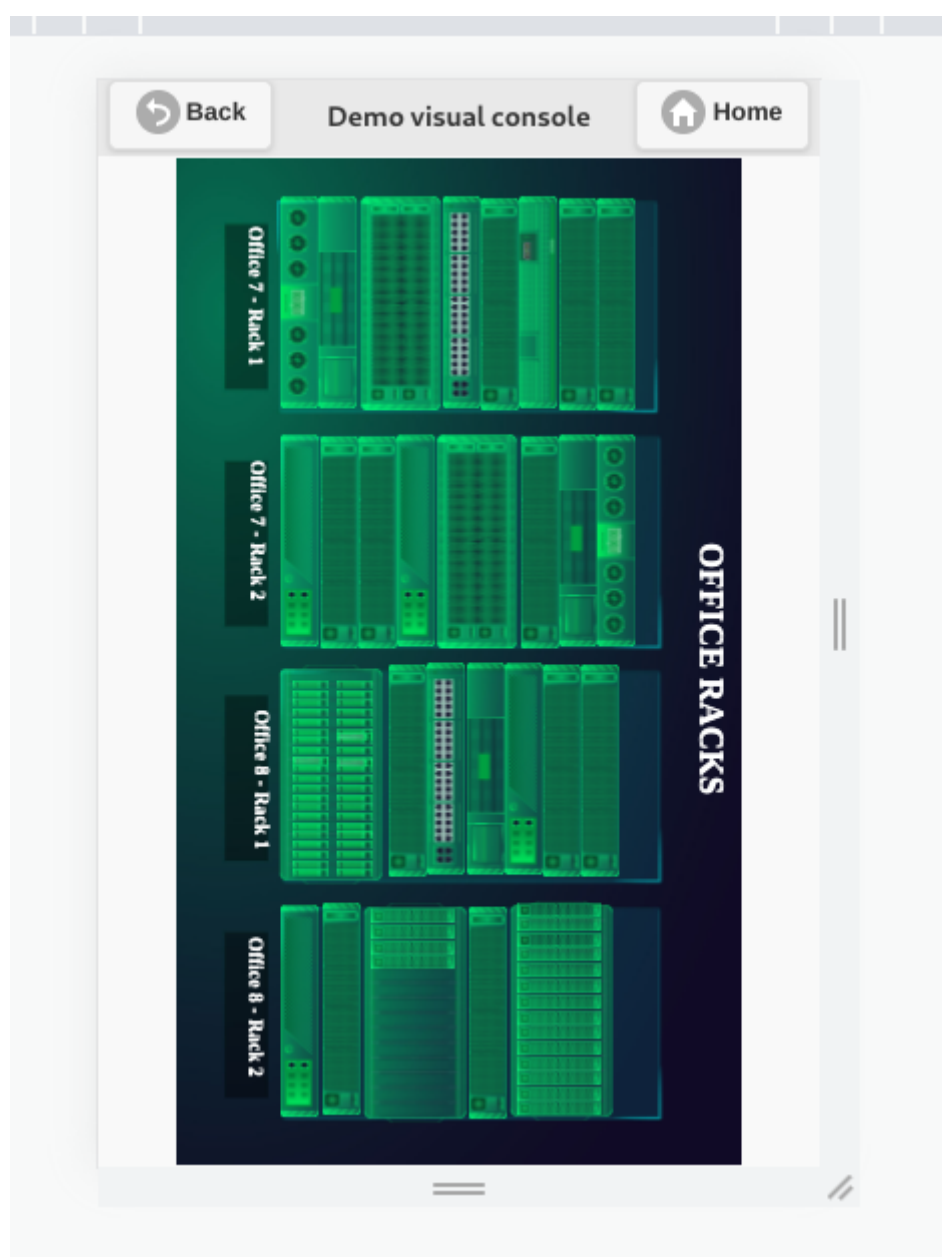 Back
Demo visual console
Home
OFFICE RACKS
Office 7 - Rack 1
Office 7 - Rack 2
Office 8 - Rack 1
Office 8 - Rack 2